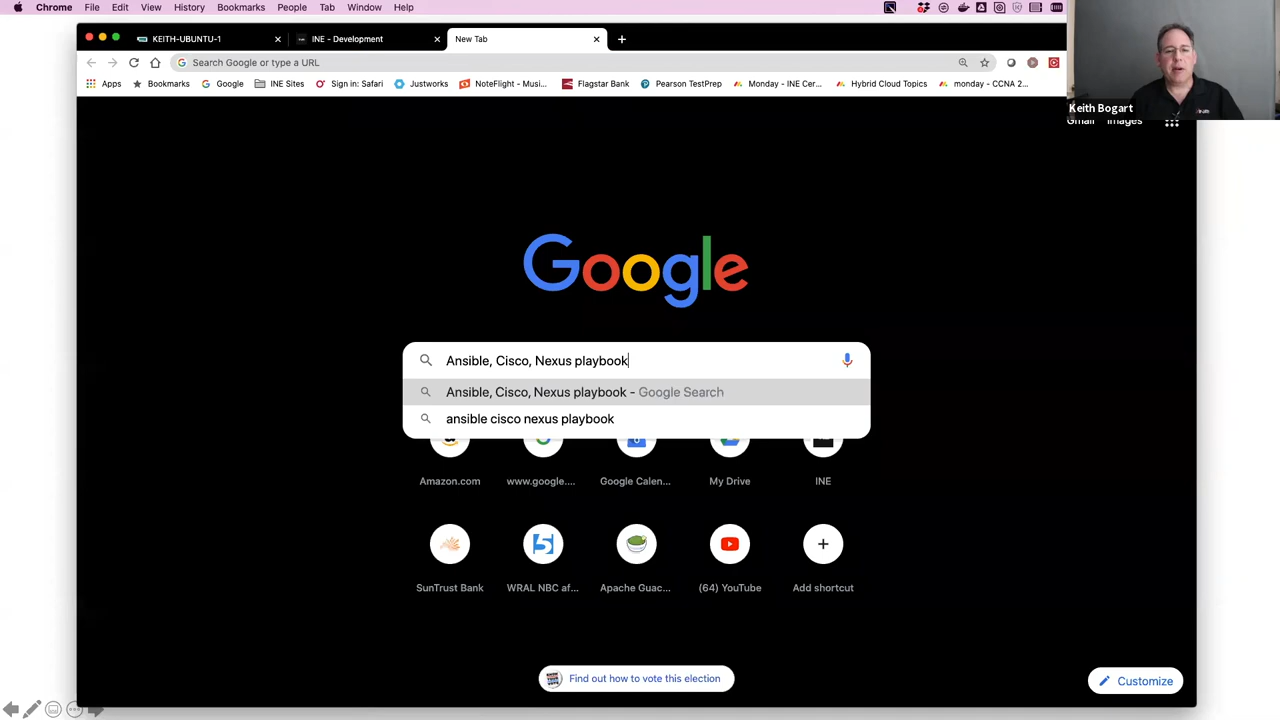 Chrome File Edit View History Bookmarks People Tab Window Help
KEITH-UBUNTU-1 INE - Development New Tab
Search Google or type a URL
Apps Bookmarks Google INE Sites Sign in: Safari Justworks NoteFlight - Musi... Flagstar Bank Pearson TestPrep Monday - INE Cer... Hybrid Cloud Topics monday - CCNA 2...
Keith Bogart
Gmail Images
Google
Ansible, Cisco, Nexus playbook
Ansible, Cisco, Nexus playbook - Google Search
ansible cisco nexus playbook
Amazon.com www.google.... Google Calen... My Drive INE
SunTrust Bank WRAL NBC af... Apache Guac... (64) YouTube Add shortcut
Find out how to vote this election
Customize